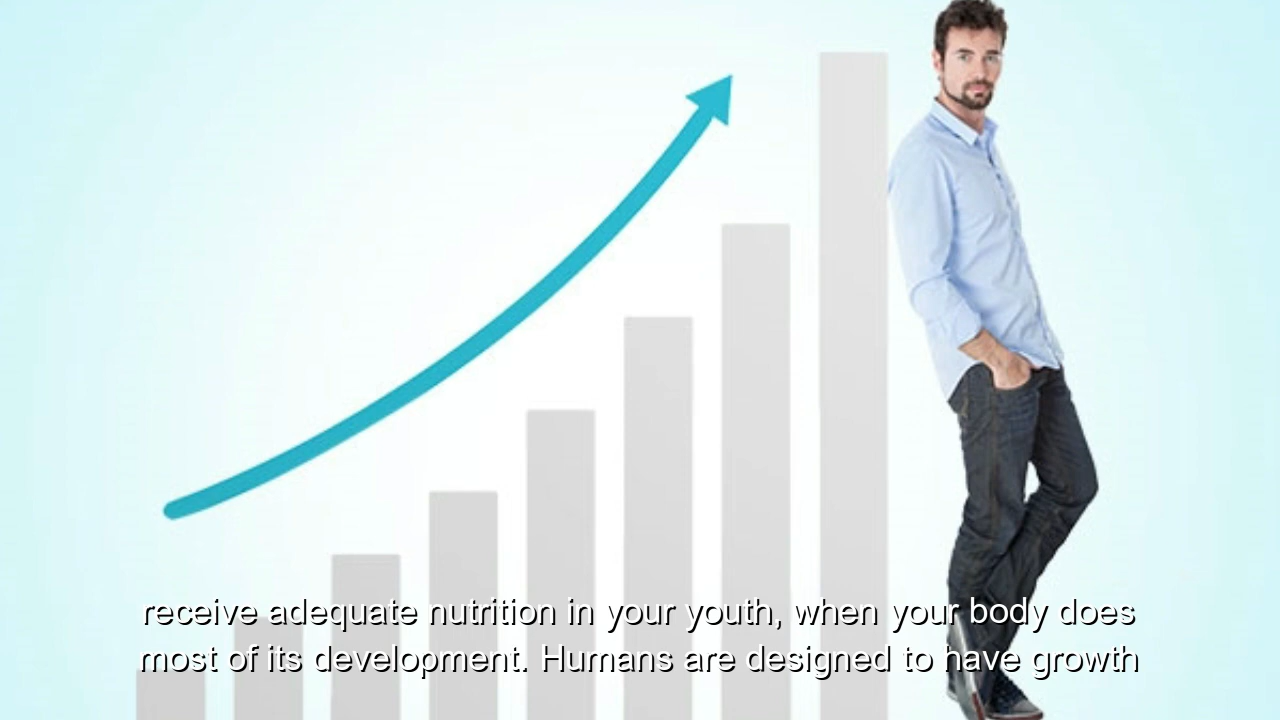 receive adequate nutrition in your youth, when your body does
most of its development. Humans are designed to have growth